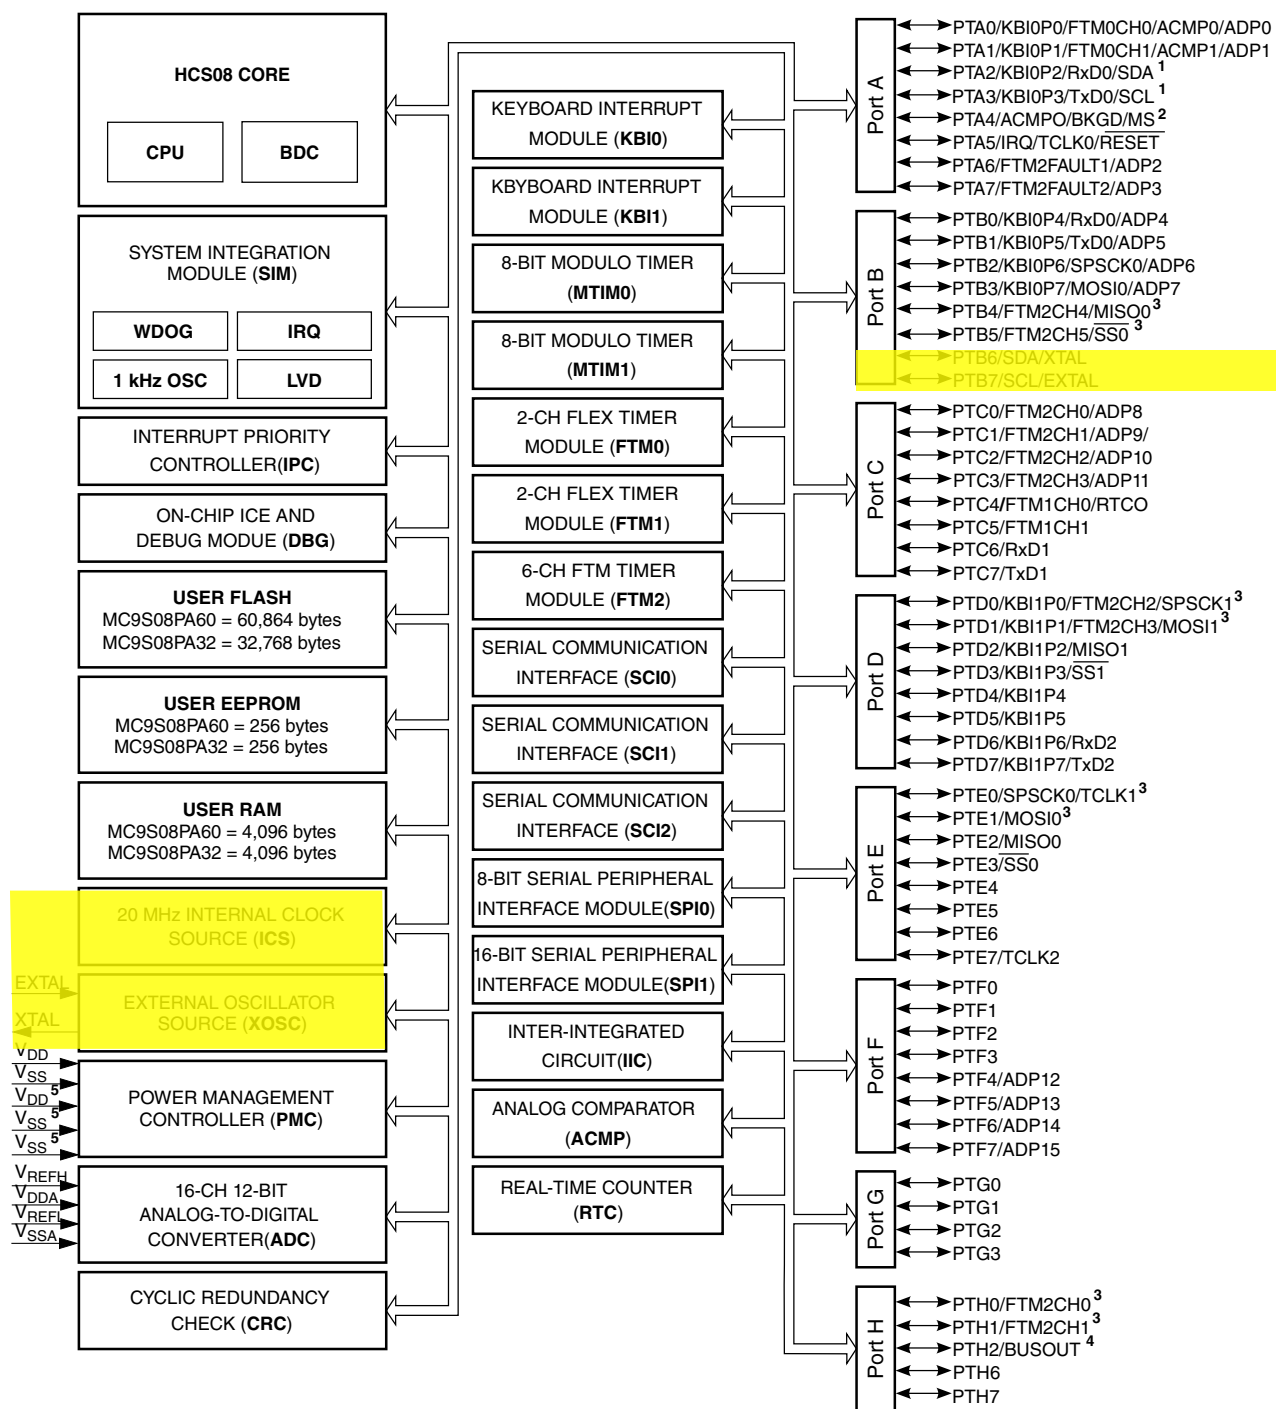 HCS08 CORE
CPU
BDC
SYSTEM INTEGRATION
MODULE (SIM)
WDOG
IRQ
1 kHz OSC
LVD
INTERRUPT PRIORITY
CONTROLLER(IPC)
ON-CHIP ICE AND
DEBUG MODUE (DBG)
USER FLASH
MC9S08PA60 = 60,864 bytes
MC9S08PA32 = 32,768 bytes
USER EEPROM
MC9S08PA60 = 256 bytes
MC9S08PA32 = 256 bytes
USER RAM
MC9S08PA60 = 4,096 bytes
MC9S08PA32 = 4,096 bytes
20 MHz INTERNAL CLOCK
SOURCE (ICS)
EXTAL
XTAL
EXTERNAL OSCILLATOR
SOURCE (XOSC)
VDD
VSS
VDD 5
VSS 5
VSS 5
POWER MANAGEMENT
CONTROLLER (PMC)
VREFH
VDDA
VREFL
VSSA
16-CH 12-BIT
ANALOG-TO-DIGITAL
CONVERTER(ADC)
CYCLIC REDUNDANCY
CHECK (CRC)
KEYBOARD INTERRUPT
MODULE (KBI0)
KBYBOARD INTERRUPT
MODULE (KBI1)
8-BIT MODULO TIMER
(MTIM0)
8-BIT MODULO TIMER
(MTIM1)
2-CH FLEX TIMER
MODULE (FTM0)
2-CH FLEX TIMER
MODULE (FTM1)
6-CH FTM TIMER
MODULE (FTM2)
SERIAL COMMUNICATION
INTERFACE (SCI0)
SERIAL COMMUNICATION
INTERFACE (SCI1)
SERIAL COMMUNICATION
INTERFACE (SCI2)
8-BIT SERIAL PERIPHERAL
INTERFACE MODULE(SPI0)
16-BIT SERIAL PERIPHERAL
INTERFACE MODULE(SPI1)
INTER-INTEGRATED
CIRCUIT(IIC)
ANALOG COMPARATOR
(ACMP)
REAL-TIME COUNTER
(RTC)
Port A
PTA0/KBI0P0/FTM0CH0/ACMP0/ADP0
PTA1/KBI0P1/FTM0CH1/ACMP1/ADP1
PTA2/KBI0P2/RxD0/SDA 1
PTA3/KBI0P3/TxD0/SCL 1
PTA4/ACMPO/BKGD/MS 2
PTA5/IRQ/TCLK0/RESET
PTA6/FTM2FAULT1/ADP2
PTA7/FTM2FAULT2/ADP3
Port B
PTB0/KBI0P4/RxD0/ADP4
PTB1/KBI0P5/TxD0/ADP5
PTB2/KBI0P6/SPSCK0/ADP6
PTB3/KBI0P7/MOSI0/ADP7
PTB4/FTM2CH4/MISO0 3
PTB5/FTM2CH5/SS0 3
PTB6/SDA/XTAL
PTB7/SCL/EXTAL
Port C
PTC0/FTM2CH0/ADP8
PTC1/FTM2CH1/ADP9/
PTC2/FTM2CH2/ADP10
PTC3/FTM2CH3/ADP11
PTC4/FTM1CH0/RTCO
PTC5/FTM1CH1
PTC6/RxD1
PTC7/TxD1
Port D
PTD0/KBI1P0/FTM2CH2/SPSCK1 3
PTD1/KBI1P1/FTM2CH3/MOSI1 3
PTD2/KBI1P2/MISO1
PTD3/KBI1P3/SS1
PTD4/KBI1P4
PTD5/KBI1P5
PTD6/KBI1P6/RxD2
PTD7/KBI1P7/TxD2
Port E
PTE0/SPSCK0/TCLK1 3
PTE1/MOSI0 3
PTE2/MISO0
PTE3/SS0
PTE4
PTE5
PTE6
PTE7/TCLK2
Port F
PTF0
PTF1
PTF2
PTF3
PTF4/ADP12
PTF5/ADP13
PTF6/ADP14
PTF7/ADP15
Port G
PTG0
PTG1
PTG2
PTG3
Port H
PTH0/FTM2CH0 3
PTH1/FTM2CH1 3
PTH2/BUSOUT 4
PTH6
PTH7